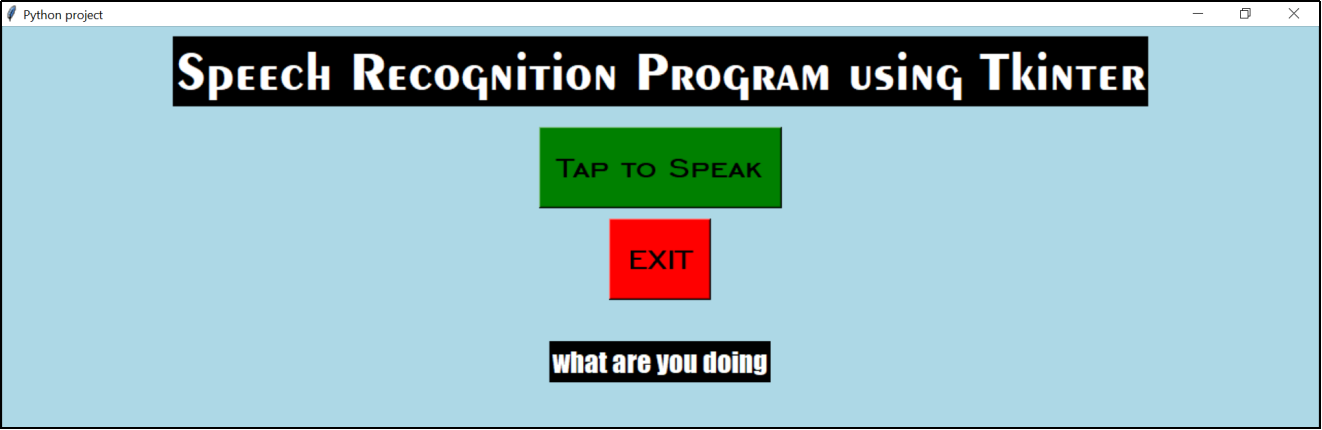 Python project
Speech Recognition Program using Tkinter
Tap to Speak
EXIT
what are you doing